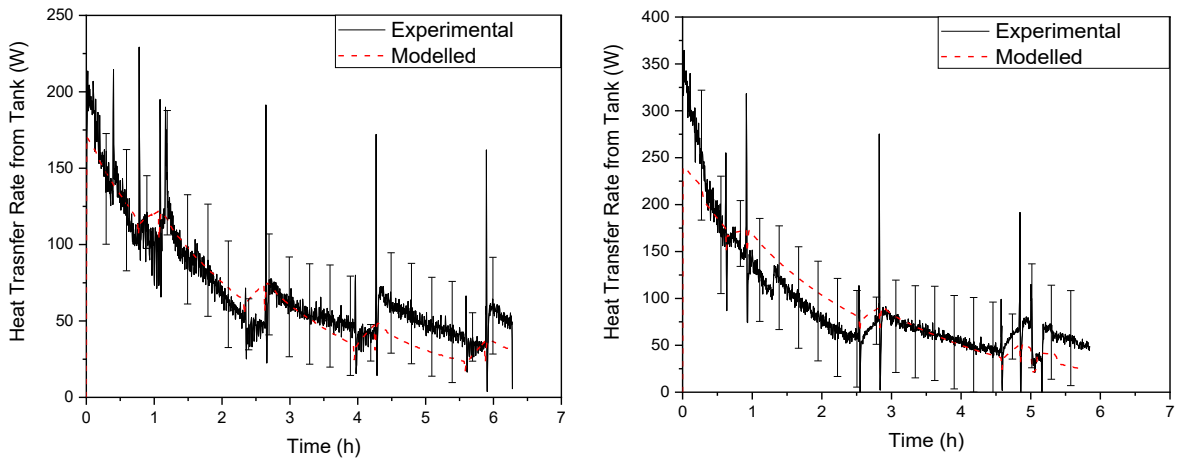 Experimental
Modelled
Heat Trasnfer Rate from Tank (W)
250
200
150
100
50
0
0 1 2 3 4 5 6 7
Time (h)
Experimental
Modelled
Heat Transfer Rate from Tank (W)
400
350
300
250
200
150
100
50
0
0 1 2 3 4 5 6 7
Time (h)